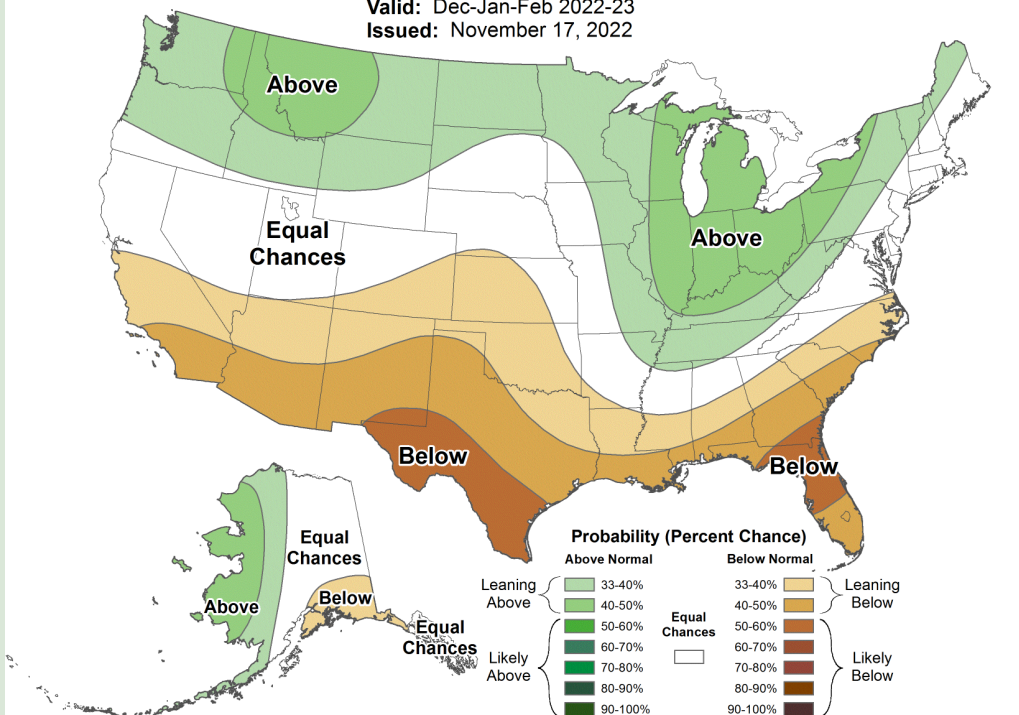 Valid: Dec-Jan-Feb 2022-23
Issued: November 17, 2022
Above
Above
Equal
Chances
Below
Below
Equal
Chances
Above
Below
Equal
Chances
Probability (Percent Chance)
Above Normal
Below Normal
Leaning
Above
33-40%
40-50%
Likely
Above
50-60%
60-70%
70-80%
80-90%
90-100%
Equal
Chances
33-40%
40-50%
Leaning
Below
50-60%
60-70%
70-80%
80-90%
90-100%
Likely
Below